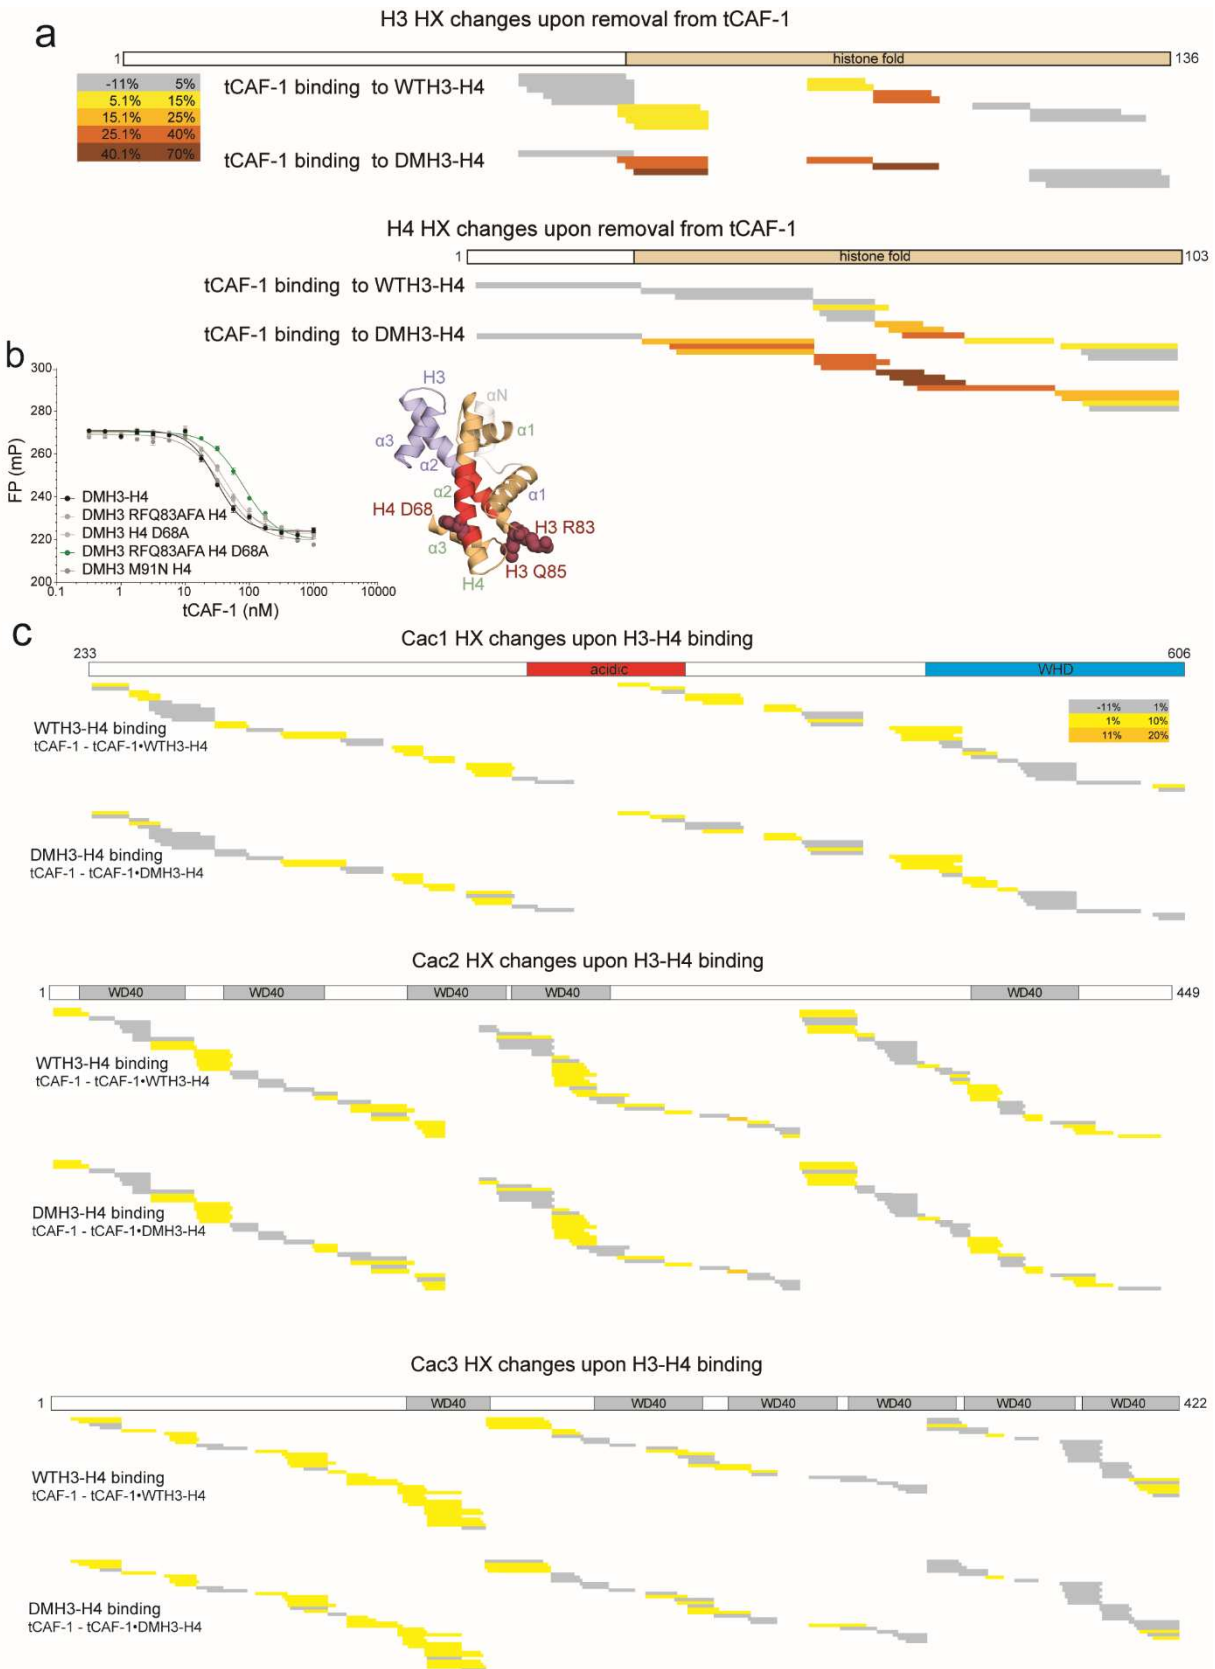 a
H3 HX changes upon removal from tCAF-1
1 histone fold 136
-11% 5%
5.1% 15%
15.1% 25%
25.1% 40%
40.1% 70%
tCAF-1 binding to WTH3-H4
tCAF-1 binding to DMH3-H4
H4 HX changes upon removal from tCAF-1
1 histone fold 103
tCAF-1 binding to WTH3-H4
tCAF-1 binding to DMH3-H4
b
300
280
260
240
220
200
FP (mP)
DMH3-H4
DMH3 RFQ83AFA H4
DMH3 H4 D68A
DMH3 RFQ83AFA H4 D68A
DMH3 M91N H4
0.1 1 10 100 1000 10000
tCAF-1 (nM)
H3
αN
α1
α3
α2
α2
α1
H4 D68
H3 R83
α3
H3 Q85
H4
c
Cac1 HX changes upon H3-H4 binding
233 606
acidic WHD
-11% 1%
1% 10%
11% 20%
WTH3-H4 binding
tCAF-1 - tCAF-1•WTH3-H4
DMH3-H4 binding
tCAF-1 - tCAF-1•DMH3-H4
Cac2 HX changes upon H3-H4 binding
1 WD40 WD40 WD40 WD40 WD40 449
WTH3-H4 binding
tCAF-1 - tCAF-1•WTH3-H4
DMH3-H4 binding
tCAF-1 - tCAF-1•DMH3-H4
Cac3 HX changes upon H3-H4 binding
1 WD40 WD40 WD40 WD40 WD40 WD40 422
WTH3-H4 binding
tCAF-1 - tCAF-1•WTH3-H4
DMH3-H4 binding
tCAF-1 - tCAF-1•DMH3-H4